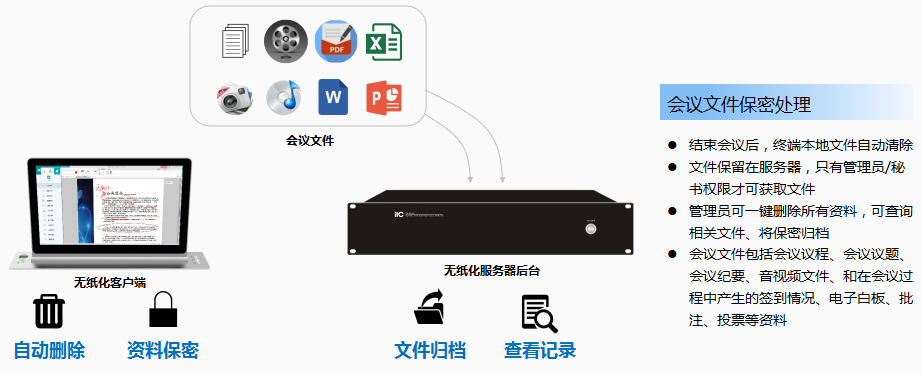 PDF
W
P
会议文件
itC
无纸化客户端
无纸化服务器后台
自动删除
资料保密
文件归档
查看记录
会议文件保密处理
● 结束会议后，终端本地文件自动清除
● 文件保留在服务器，只有管理员/秘
书权限才可获取文件
● 管理员可一键删除所有资料，可查询
相关文件、将保密归档
● 会议文件包括会议议程、会议议题、
会议纪要、音视频文件、和在会议过
程中产生的签到情况、电子白板、批
注、投票等资料